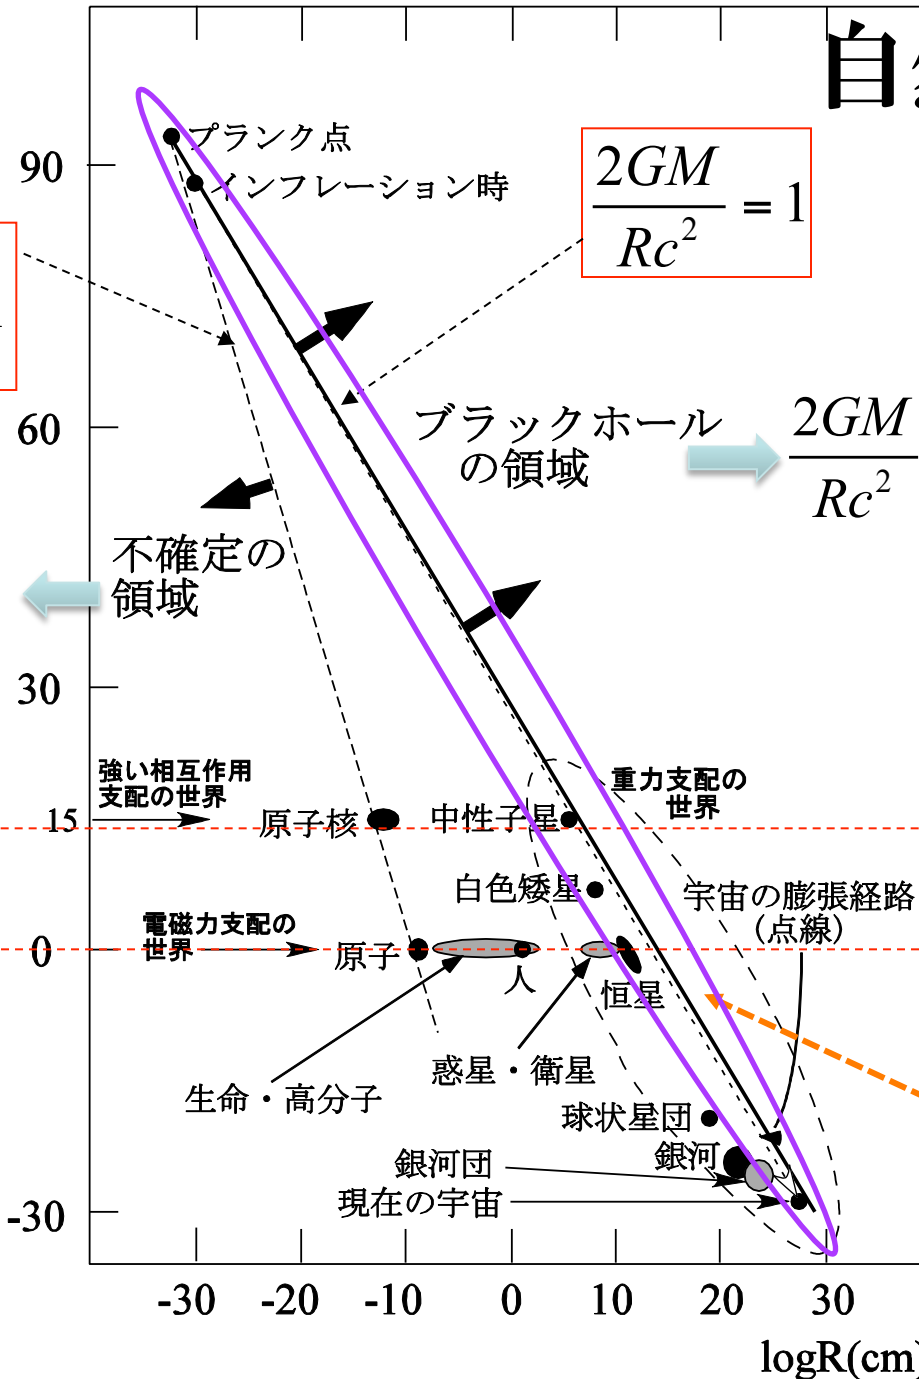 自
プランク点
90
インフレーション時
2GM/Rc² = 1
60
ブラックホール
の領域
2GM/Rc²
不確定の
領域
30
強い相互作用
支配の世界
重力支配の
世界
15
原子核
中性子星
白色矮星
宇宙の膨張経路
(点線)
電磁力支配の
世界
0
原子
人
恒星
惑星・衛星
生命・高分子
球状星団
銀河
銀河団
現在の宇宙
-30
-30 -20 -10 0 10 20 30
logR(cm)